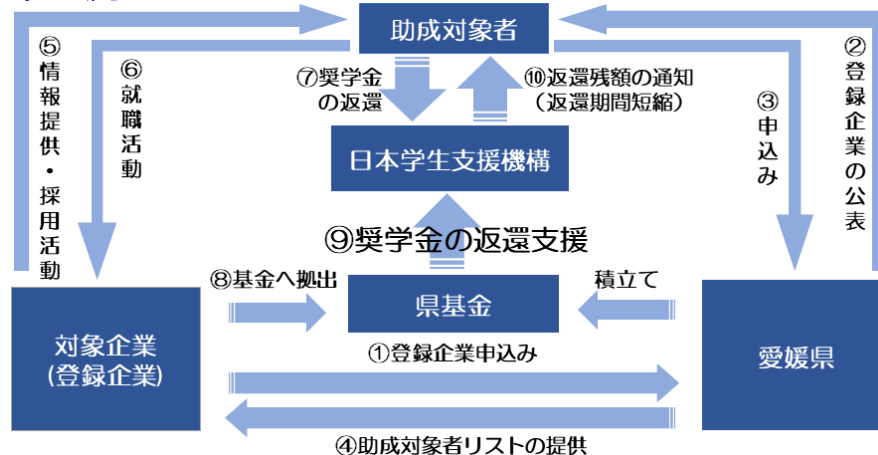 助成対象者
⑤情報提供・採用活動
⑥就職活動
⑦奨学金
の返還
⑩返還残額の通知
（返還期間短縮）
③申込み
②登録企業の公表
日本学生支援機構
⑨奨学金の返還支援
⑧基金へ拠出
県基金
積立て
対象企業
(登録企業)
①登録企業申込み
愛媛県
④助成対象者リストの提供